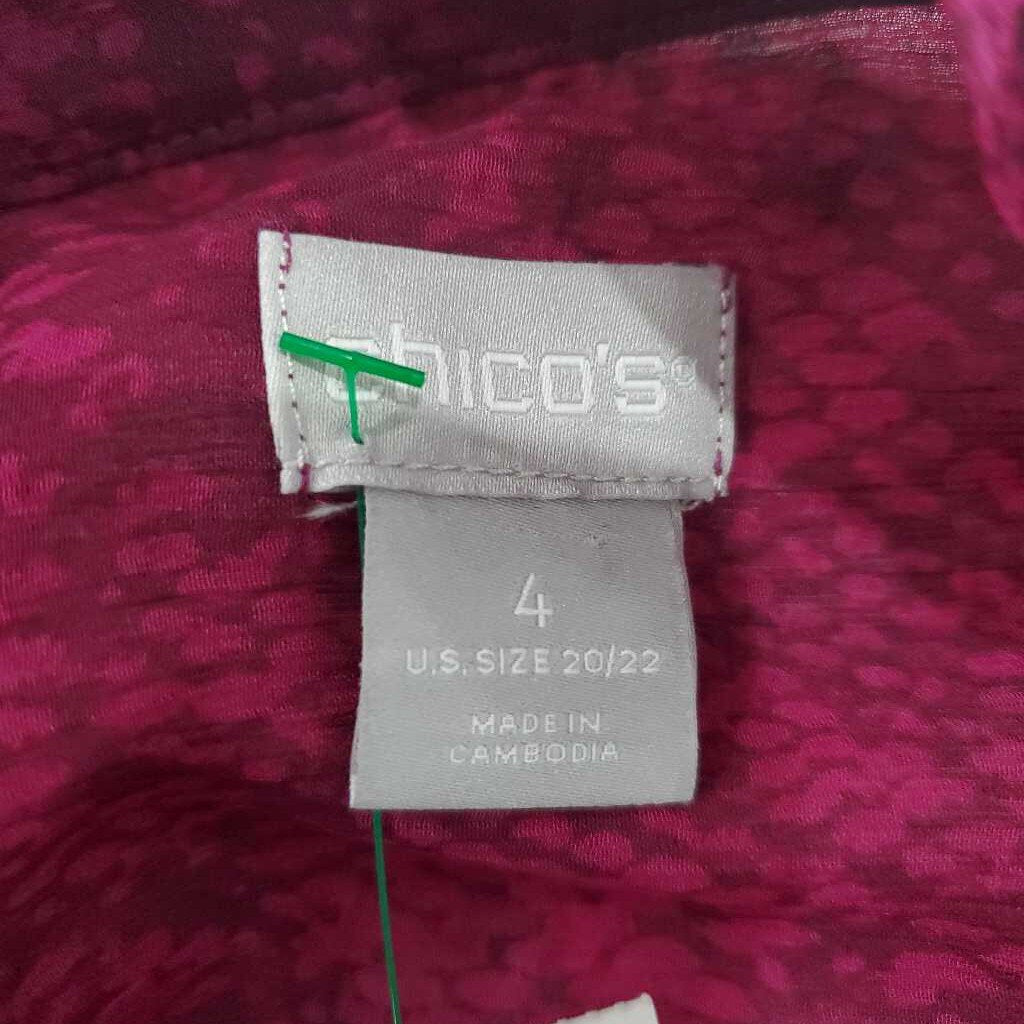 chico's®
4
U.S. SIZE 20/22
MADE IN
CAMBODIA